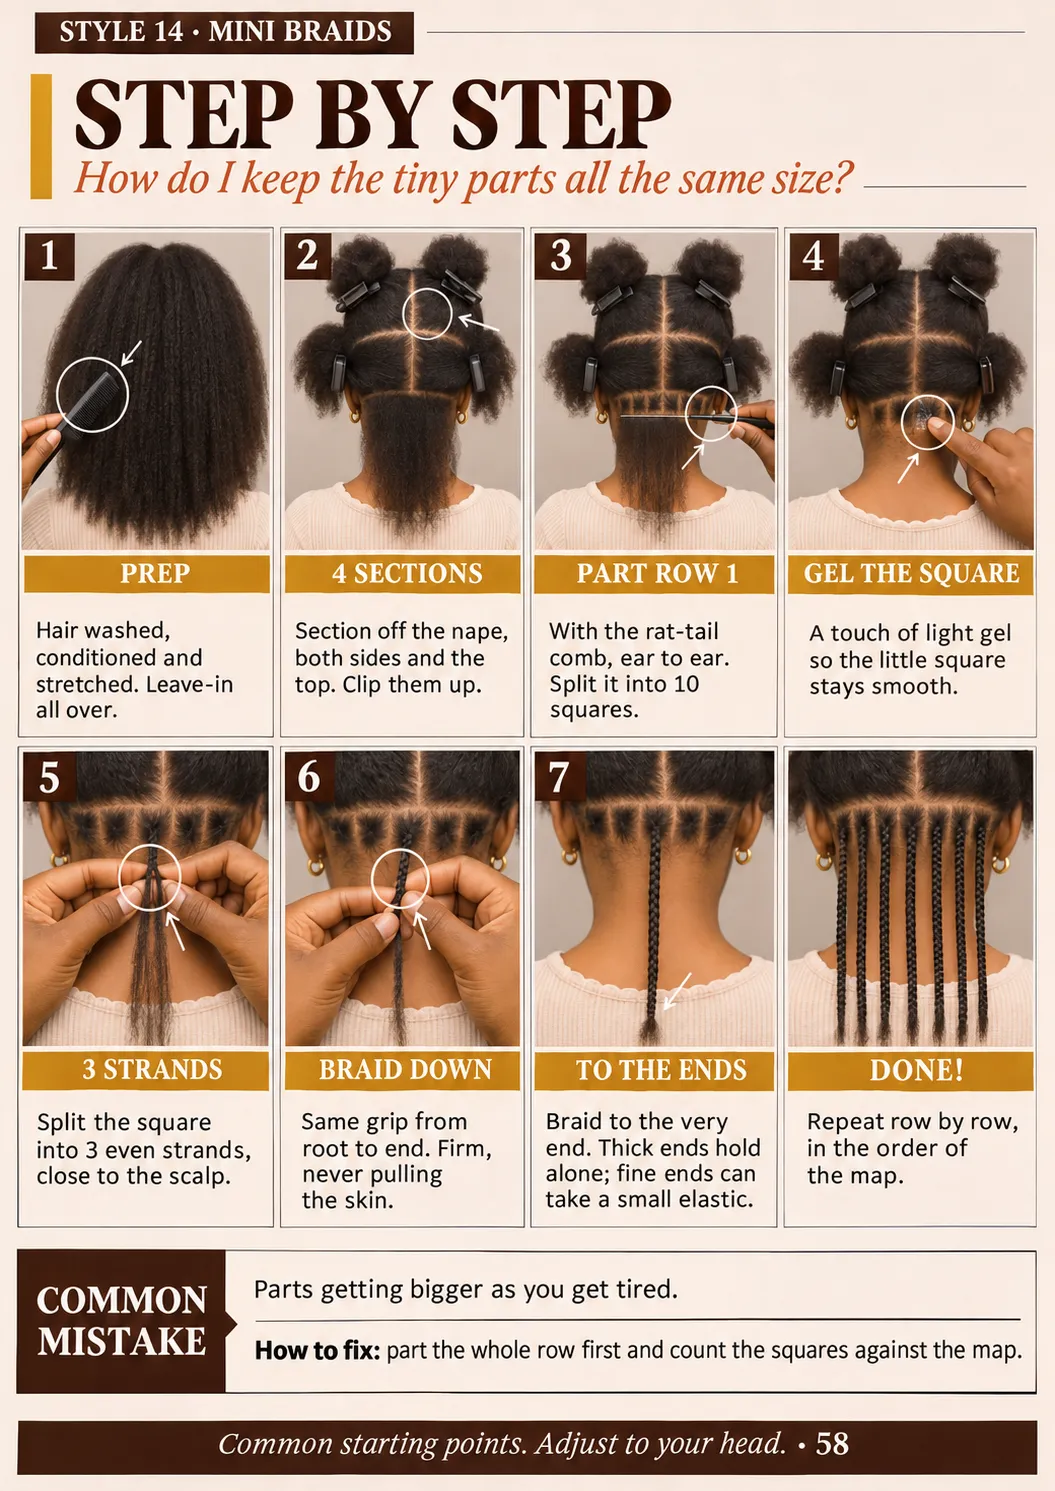 STYLE 14 • MINI BRAIDS
STEP BY STEP
How do I keep the tiny parts all the same size?
1
PREP
Hair washed,
conditioned and
stretched. Leave-in
all over.
2
4 SECTIONS
Section off the nape,
both sides and the
top. Clip them up.
3
PART ROW 1
With the rat-tail
comb, ear to ear.
Split it into 10
squares.
4
GEL THE SQUARE
A touch of light gel
so the little square
stays smooth.
5
3 STRANDS
Split the square
into 3 even strands,
close to the scalp.
6
BRAID DOWN
Same grip from
root to end. Firm,
never pulling
the skin.
7
TO THE ENDS
Braid to the very
end. Thick ends hold
alone; fine ends can
take a small elastic.
DONE!
Repeat row by row,
in the order of
the map.
COMMON
MISTAKE
Parts getting bigger as you get tired.
How to fix: part the whole row first and count the squares against the map.
Common starting points. Adjust to your head. • 58